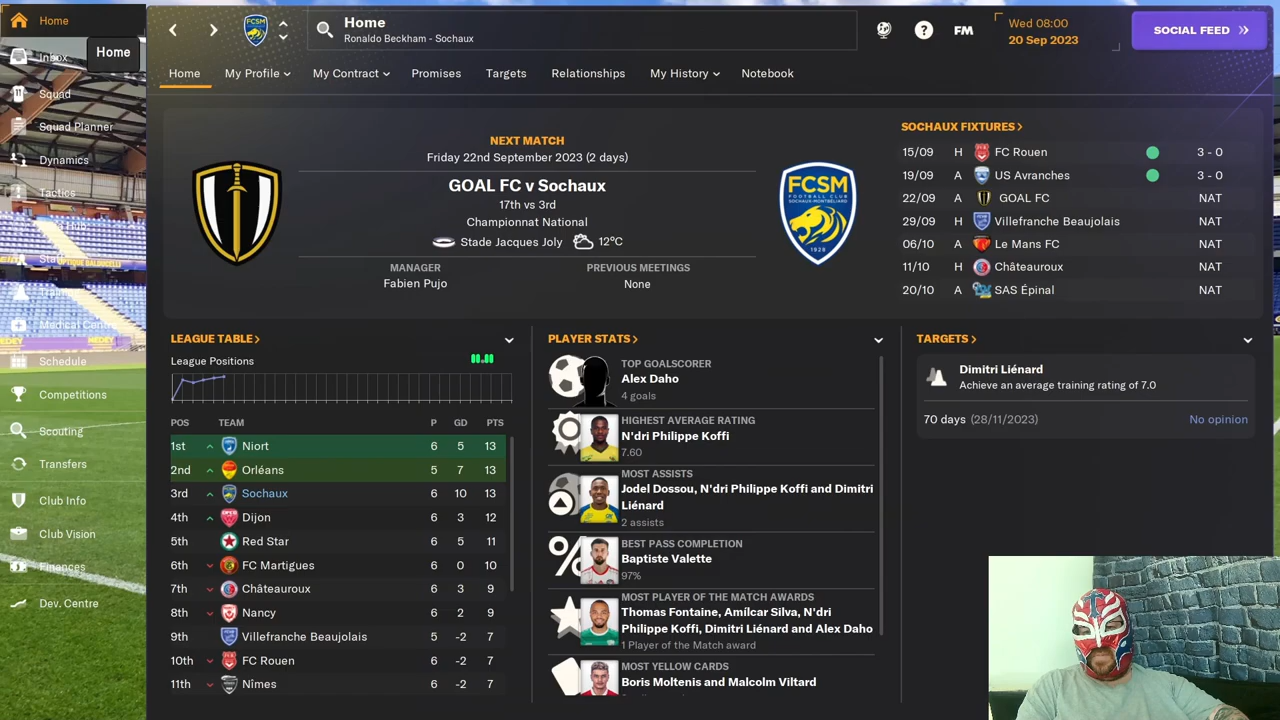 Home
Inbox
Home
Squad
Squad Planner
Dynamics
Tactics
Medical Centre
Schedule
Competitions
Scouting
Transfers
Club Info
Club Vision
Finances
Dev. Centre
FCSM
Home
Ronaldo Beckham - Sochaux
FM
Wed 08:00
20 Sep 2023
SOCIAL FEED
Home My Profile My Contract Promises Targets Relationships My History Notebook
NEXT MATCH
Friday 22nd September 2023 (2 days)
GOAL FC v Sochaux
17th vs 3rd
Championnat National
Stade Jacques Joly 12°C
MANAGER
Fabien Pujo
PREVIOUS MEETINGS
None
FCSM
FOOTBALL CLUB
SOCHAUX-MONTBÉLIARD
1928
SOCHAUX FIXTURES
15/09 H FC Rouen 3 - 0
19/09 A US Avranches 3 - 0
22/09 A GOAL FC NAT
29/09 H Villefranche Beaujolais NAT
06/10 A Le Mans FC NAT
11/10 H Châteauroux NAT
20/10 A SAS Épinal NAT
LEAGUE TABLE
League Positions
POS TEAM P GD PTS
1st Niort 6 5 13
2nd Orléans 5 7 13
3rd Sochaux 6 10 13
4th Dijon 6 3 12
5th Red Star 6 5 11
6th FC Martigues 6 0 10
7th Châteauroux 6 3 9
8th Nancy 6 2 9
9th Villefranche Beaujolais 5 -2 7
10th FC Rouen 6 -2 7
11th Nîmes 6 -2 7
PLAYER STATS
TOP GOALSCORER
Alex Daho
4 goals
HIGHEST AVERAGE RATING
N'dri Philippe Koffi
7.60
MOST ASSISTS
Jodel Dossou, N'dri Philippe Koffi and Dimitri
Liénard
2 assists
BEST PASS COMPLETION
Baptiste Valette
97%
MOST PLAYER OF THE MATCH AWARDS
Thomas Fontaine, Amílcar Silva, N'dri
Philippe Koffi, Dimitri Liénard and Alex Daho
1 Player of the Match award
MOST YELLOW CARDS
Boris Moltenis and Malcolm Viltard
TARGETS
Dimitri Liénard
Achieve an average training rating of 7.0
70 days (28/11/2023) No opinion